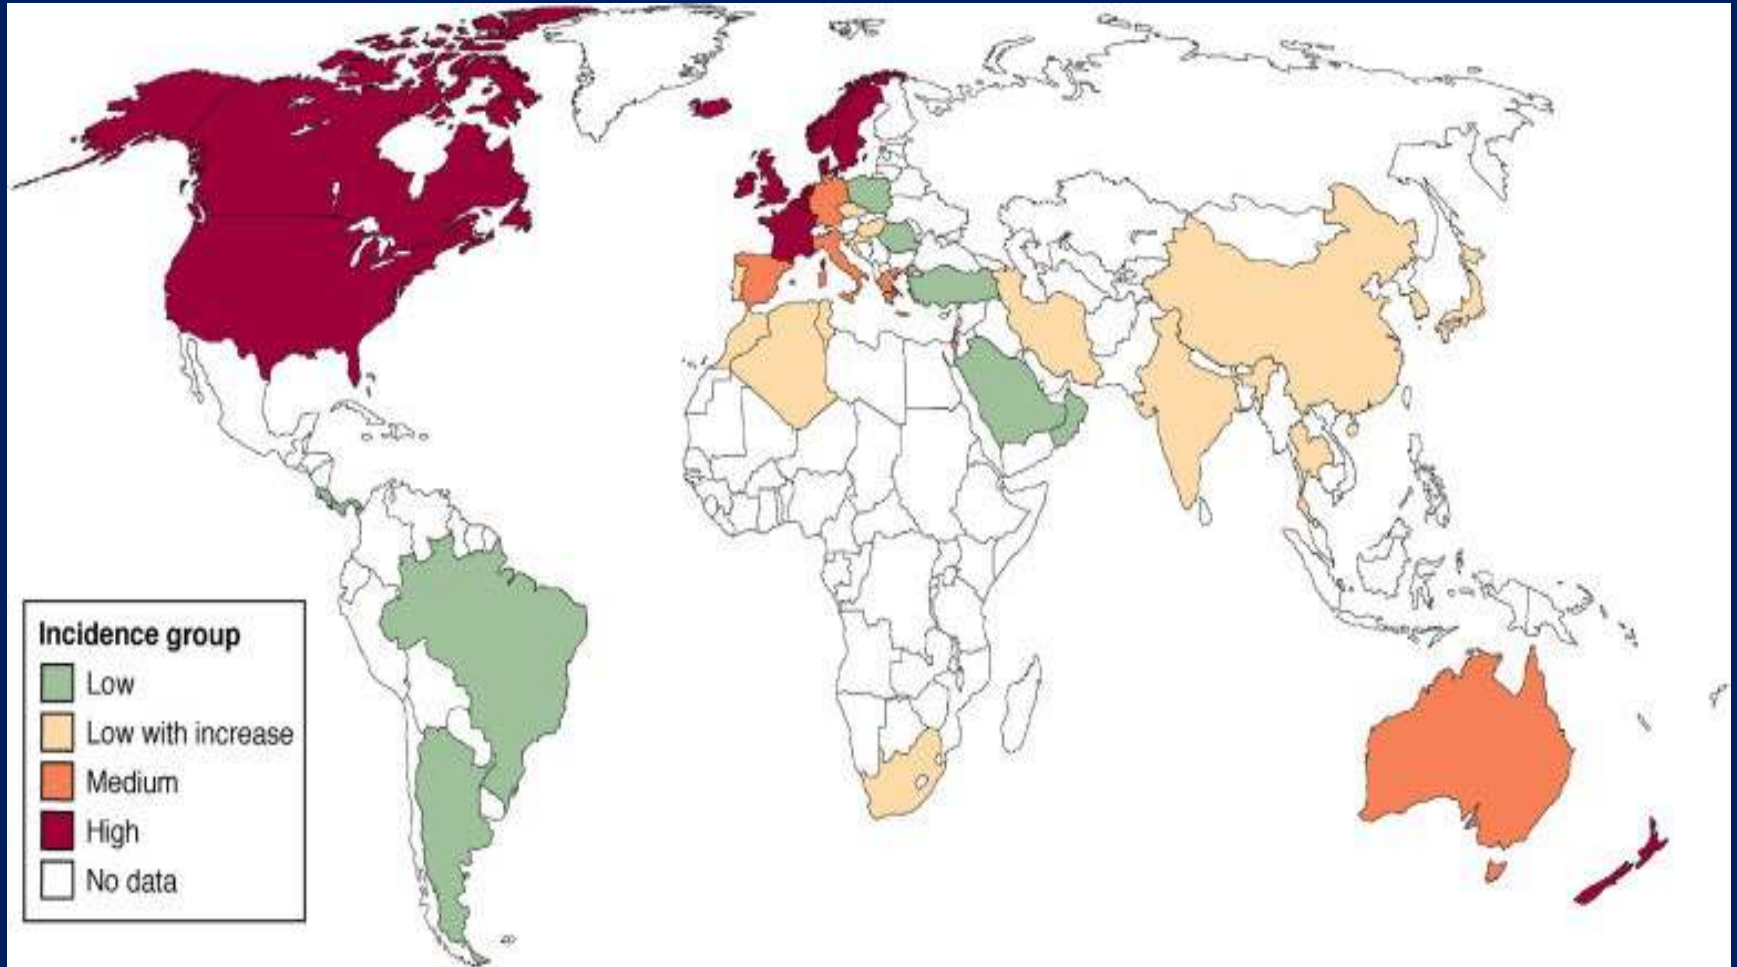 Incidence group
Low
Low with increase
Medium
High
No data